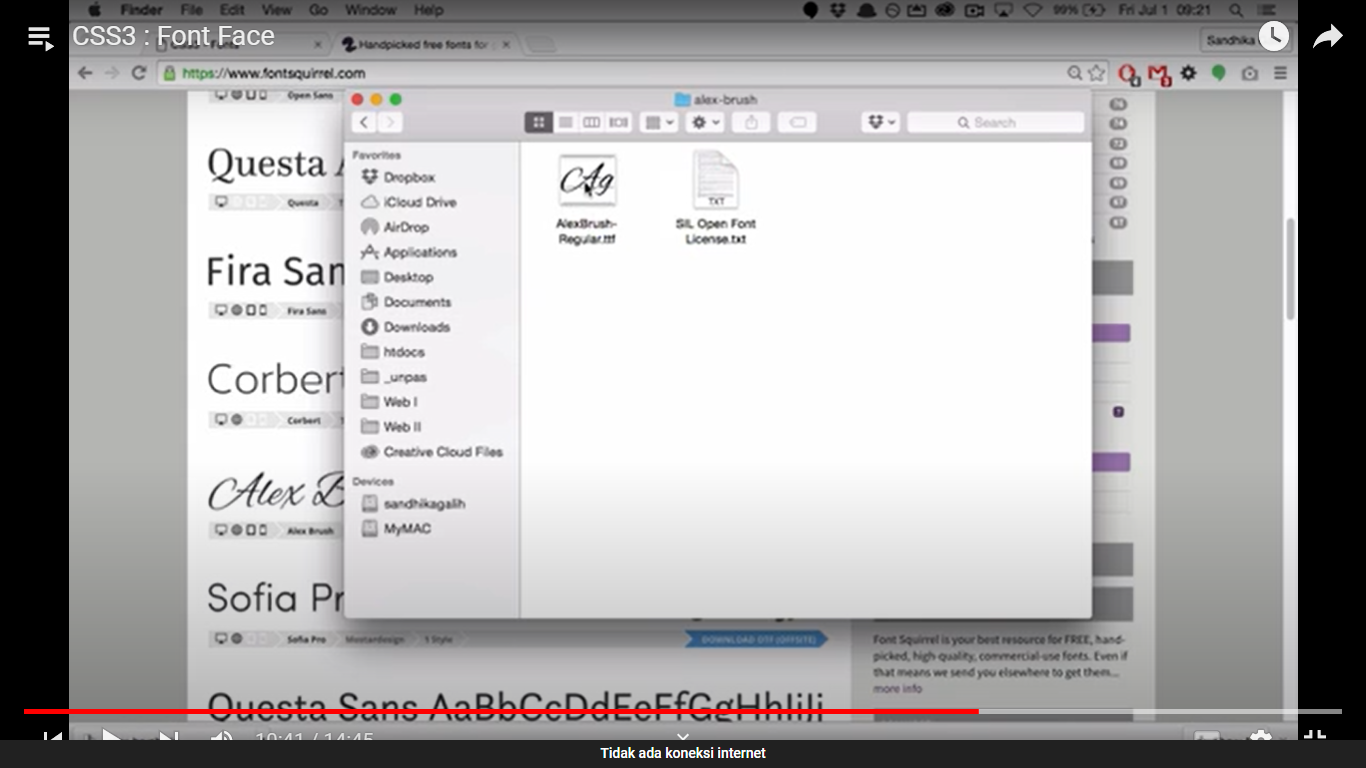 Finder File Edit View Go Window Help
99% Fri Jul 1 09:21
CSS3 : Font Face
Handpicked free fonts for
Sandhika
https://www.fontsquirrel.com
alex-brush
Search
Open Sans
Questa A
Questa
Fira San
Fira Sans
Corbert
Corbert
Alex B
Alex Brush
Sofia Pr
Sofia Pro Mostardesign 1 Style
DOWNLOAD OTF (OFFSITE)
Questa Sans AaBbCcDdEeFfGgHhIiJj
Favorites
Dropbox
iCloud Drive
AirDrop
Applications
Desktop
Documents
Downloads
htdocs
_unpas
Web I
Web II
Creative Cloud Files
Devices
sandhikagalih
MyMAC
Ag
AlexBrush-
Regular.ttf
TXT
SIL Open Font
License.txt
Font Squirrel is your best resource for FREE, hand-
picked, high-quality, commercial-use fonts. Even if
that means we send you elsewhere to get them...
more info
10:41 / 14:45
Tidak ada koneksi internet